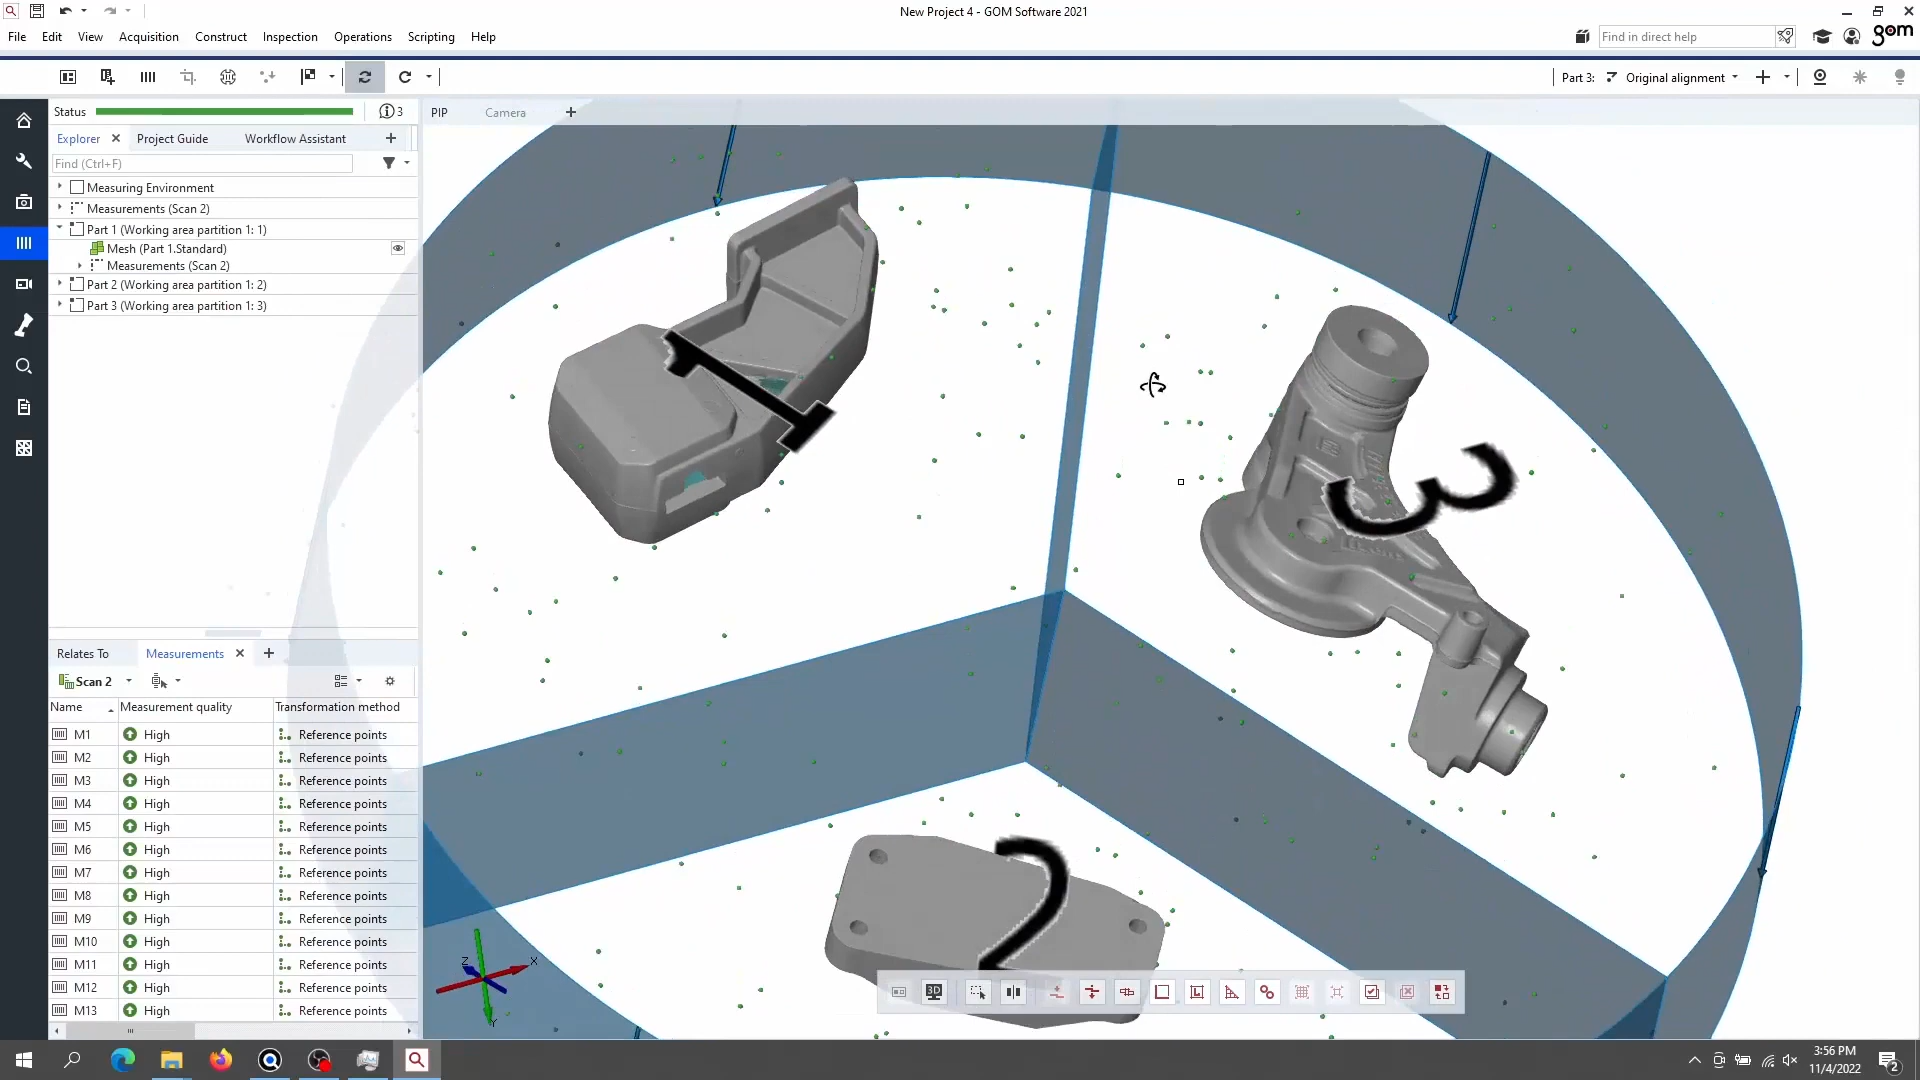 New Project 4 - GOM Software 2021
File Edit View Acquisition Construct Inspection Operations Scripting Help
Find in direct help
gom
Part 3: Original alignment
Status
3
PIP Camera
Explorer Project Guide Workflow Assistant
Find (Ctrl+F)
Measuring Environment
Measurements (Scan 2)
Part 1 (Working area partition 1: 1)
Mesh (Part 1.Standard)
Measurements (Scan 2)
Part 2 (Working area partition 1: 2)
Part 3 (Working area partition 1: 3)
1
3
2
Relates To Measurements
Scan 2
Name Measurement quality Transformation method
M1 High Reference points
M2 High Reference points
M3 High Reference points
M4 High Reference points
M5 High Reference points
M6 High Reference points
M7 High Reference points
M8 High Reference points
M9 High Reference points
M10 High Reference points
M11 High Reference points
M12 High Reference points
M13 High Reference points
Z X
Y
3D
3:56 PM
11/4/2022
2